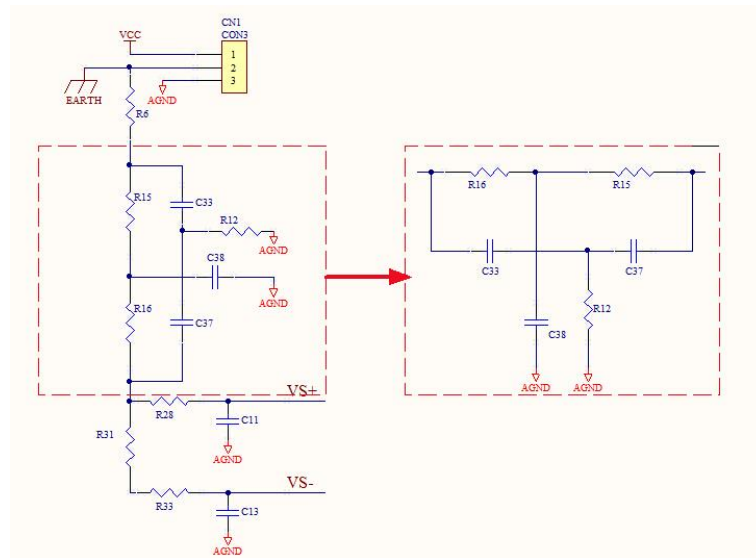 CN1
CON3
VCC
1
2
3
EARTH
AGND
R6
R15
C33
R12
AGND
C38
AGND
R16
C37
VS+
R28
C11
AGND
R31
VS-
R33
C13
AGND
R16
R15
C33
C37
R12
C38
AGND
AGND